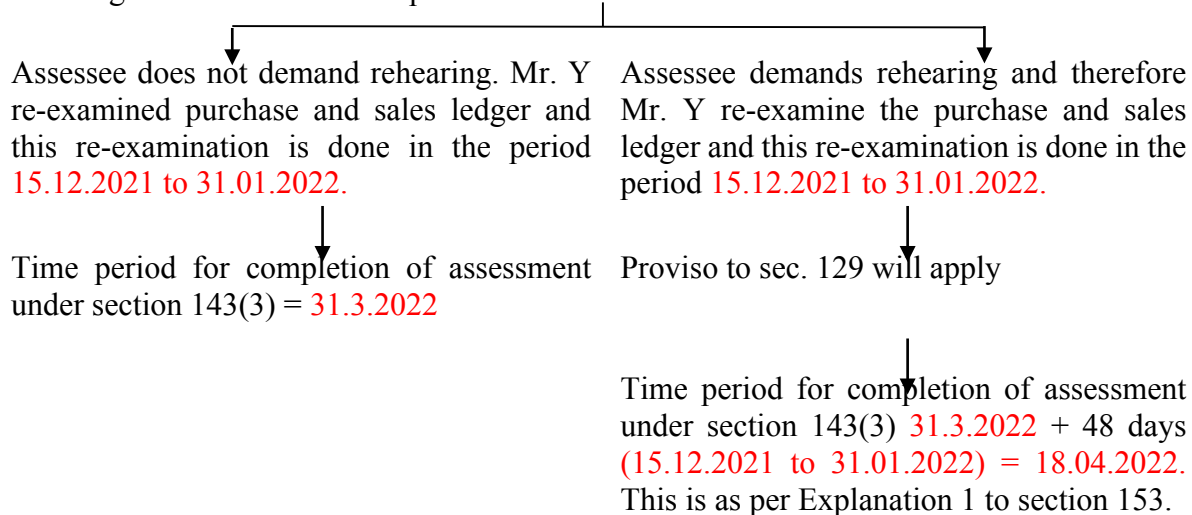 Assessee does not demand rehearing. Mr. Y
re-examined purchase and sales ledger and
this re-examination is done in the period
15.12.2021 to 31.01.2022.
Time period for completion of assessment
under section 143(3) = 31.3.2022
Assessee demands rehearing and therefore
Mr. Y re-examine the purchase and sales
ledger and this re-examination is done in the
period 15.12.2021 to 31.01.2022.
Proviso to sec. 129 will apply
Time period for completion of assessment
under section 143(3) 31.3.2022 + 48 days
(15.12.2021 to 31.01.2022) = 18.04.2022.
This is as per Explanation 1 to section 153.